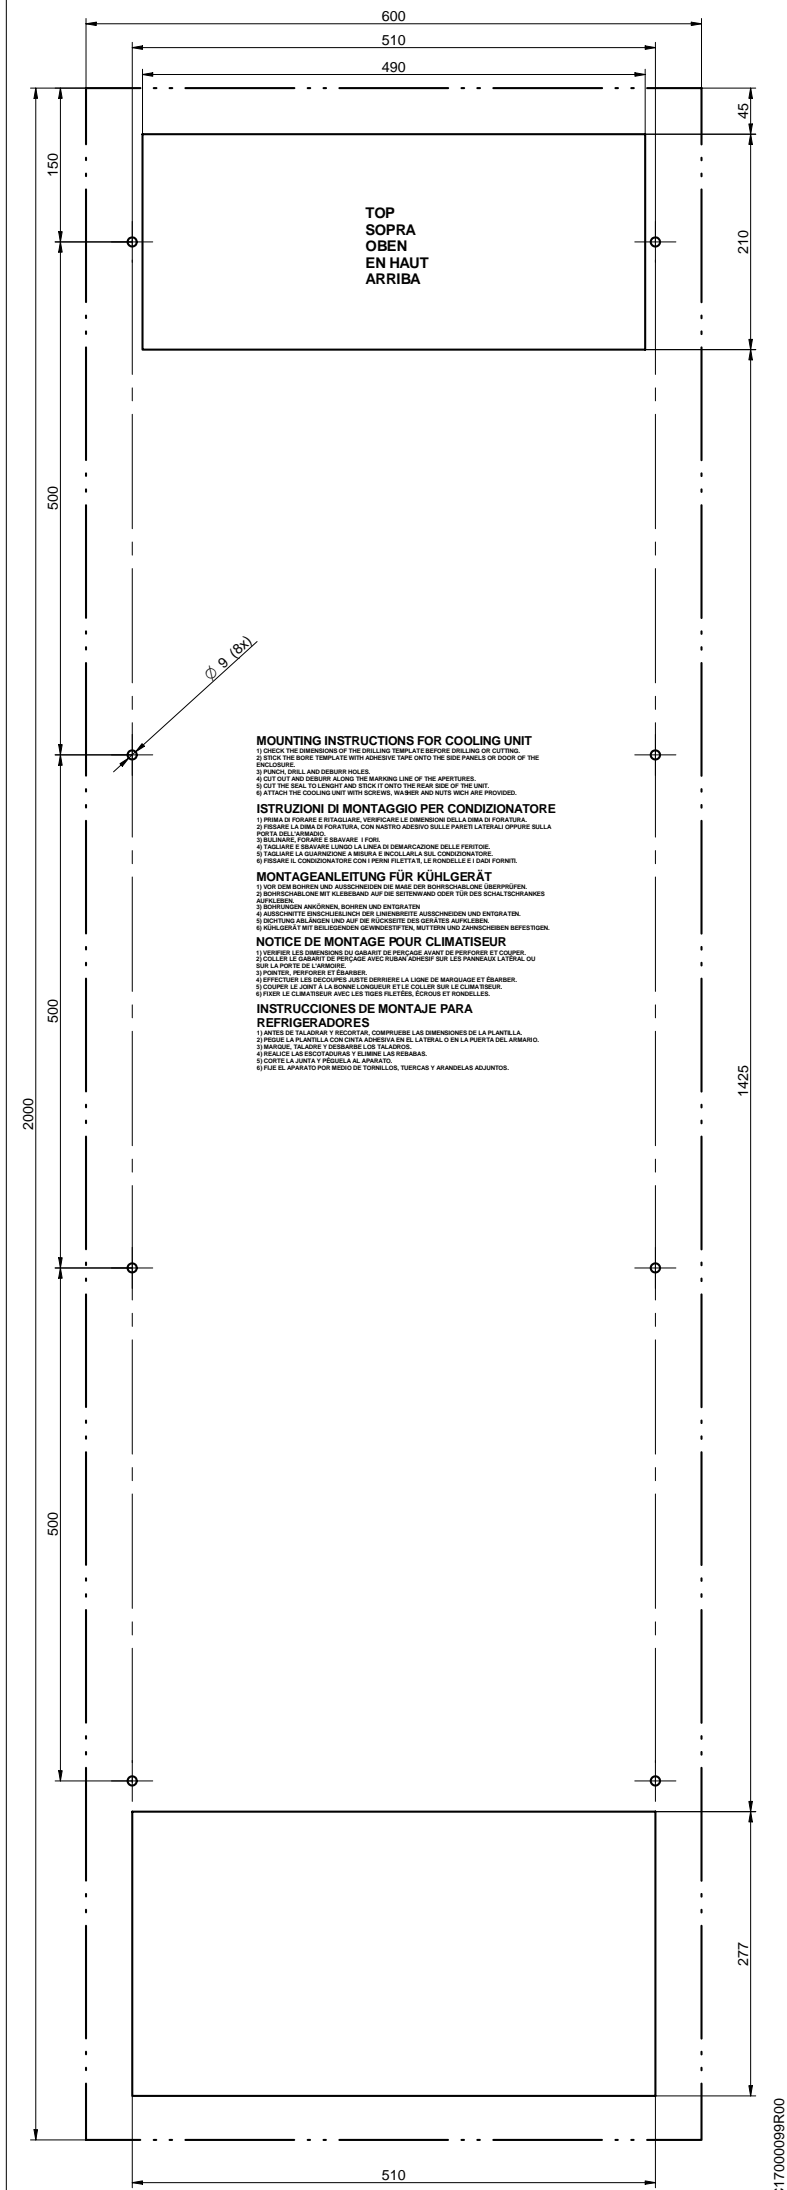 600
510
490
45
150
TOP
SOPRA
OBEN
EN HAUT
ARRIBA
210
500
Ø 9 (8x)
MOUNTING INSTRUCTIONS FOR COOLING UNIT
1) CHECK THE DIMENSIONS OF THE DRILLING TEMPLATE BEFORE DRILLING OR CUTTING.
2) STICK THE BORE TEMPLATE WITH ADHESIVE TAPE ONTO THE SIDE PANELS OR DOOR OF THE
ENCLOSURE.
3) PUNCH, DRILL AND DEBURR HOLES.
4) CUT OUT AND DEBURR ALONG THE MARKING LINE OF THE APERTURES.
5) CUT THE SEAL TO LENGHT AND STICK IT ONTO THE REAR SIDE OF THE UNIT.
6) ATTACH THE COOLING UNIT WITH SCREWS, WASHER AND NUTS WICH ARE PROVIDED.
ISTRUZIONI DI MONTAGGIO PER CONDIZIONATORE
1) PRIMA DI FORARE E RITAGLIARE, VERIFICARE LE DIMENSIONI DELLA DIMA DI FORATURA.
2) FISSARE LA DIMA DI FORATURA, CON NASTRO ADESIVO SULLE PARETI LATERALI OPPURE SULLA
PORTA DELL'ARMADIO.
3) BULINARE, FORARE E SBAVARE I FORI.
4) TAGLIARE E SBAVARE LUNGO LA LINEA DI DEMARCAZIONE DELLE FERITOIE.
5) TAGLIARE LA GUARNIZIONE A MISURA E INCOLLARLA SUL CONDIZIONATORE.
6) FISSARE IL CONDIZIONATORE CON I PERNI FILETTATI, LE RONDELLE E I DADI FORNITI.
MONTAGEANLEITUNG FÜR KÜHLGERÄT
1) VOR DEM BOHREN UND AUSSCHNEIDEN DIE MAßE DER BOHRSCHABLONE ÜBERPRÜFEN.
2) BOHRSCHABLONE MIT KLEBEBAND AUF DIE SEITENWAND ODER TÜR DES SCHALTSCHRANKES
AUFKLEBEN.
3) BOHRUNGEN ANKÖRNEN, BOHREN UND ENTGRATEN
4) AUSSCHNITTE EINSCHLIEßLINCH DER LINIENBREITE AUSSCHNEIDEN UND ENTGRATEN.
5) DICHTUNG ABLÄNGEN UND AUF DIE RÜCKSEITE DES GERÄTES AUFKLEBEN.
6) KÜHLGERÄT MIT BEILIEGENDEN GEWINDESTIFTEN, MUTTERN UND ZAHNSCHEIBEN BEFESTIGEN.
NOTICE DE MONTAGE POUR CLIMATISEUR
1) VERIFIER LES DIMENSIONS DU GABARIT DE PERÇAGE AVANT DE PERFORER ET COUPER.
2) COLLER LE GABARIT DE PERÇAGE AVEC RUBAN ADHESIF SUR LES PANNEAUX LATÉRAL OU
SUR LA PORTE DE L'ARMOIRE.
3) POINTER, PERFORER ET ÉBARBER.
4) EFFECTUER LES DECOUPES JUSTE DERRIERE LA LIGNE DE MARQUAGE ET ÉBARBER.
5) COUPER LE JOINT À LA BONNE LONGUEUR ET LE COLLER SUR LE CLIMATISEUR.
6) FIXER LE CLIMATISEUR AVEC LES TIGES FILETÉES, ÉCROUS ET RONDELLES.
INSTRUCCIONES DE MONTAJE PARA
REFRIGERADORES
1) ANTES DE TALADRAR Y RECORTAR, COMPRUEBE LAS DIMENSIONES DE LA PLANTILLA.
2) PEGUE LA PLANTILLA CON CINTA ADHESIVA EN EL LATERAL O EN LA PUERTA DEL ARMARIO.
3) MARQUE, TALADRE Y DESBARBE LOS TALADROS.
4) REALICE LAS ESCOTADURAS Y ELIMINE LAS REBABAS.
5) CORTE LA JUNTA Y PÉGUELA AL APARATO.
6) FIJE EL APARATO POR MEDIO DE TORNILLOS, TUERCAS Y ARANDELAS ADJUNTOS.
500
1425
2000
500
277
510